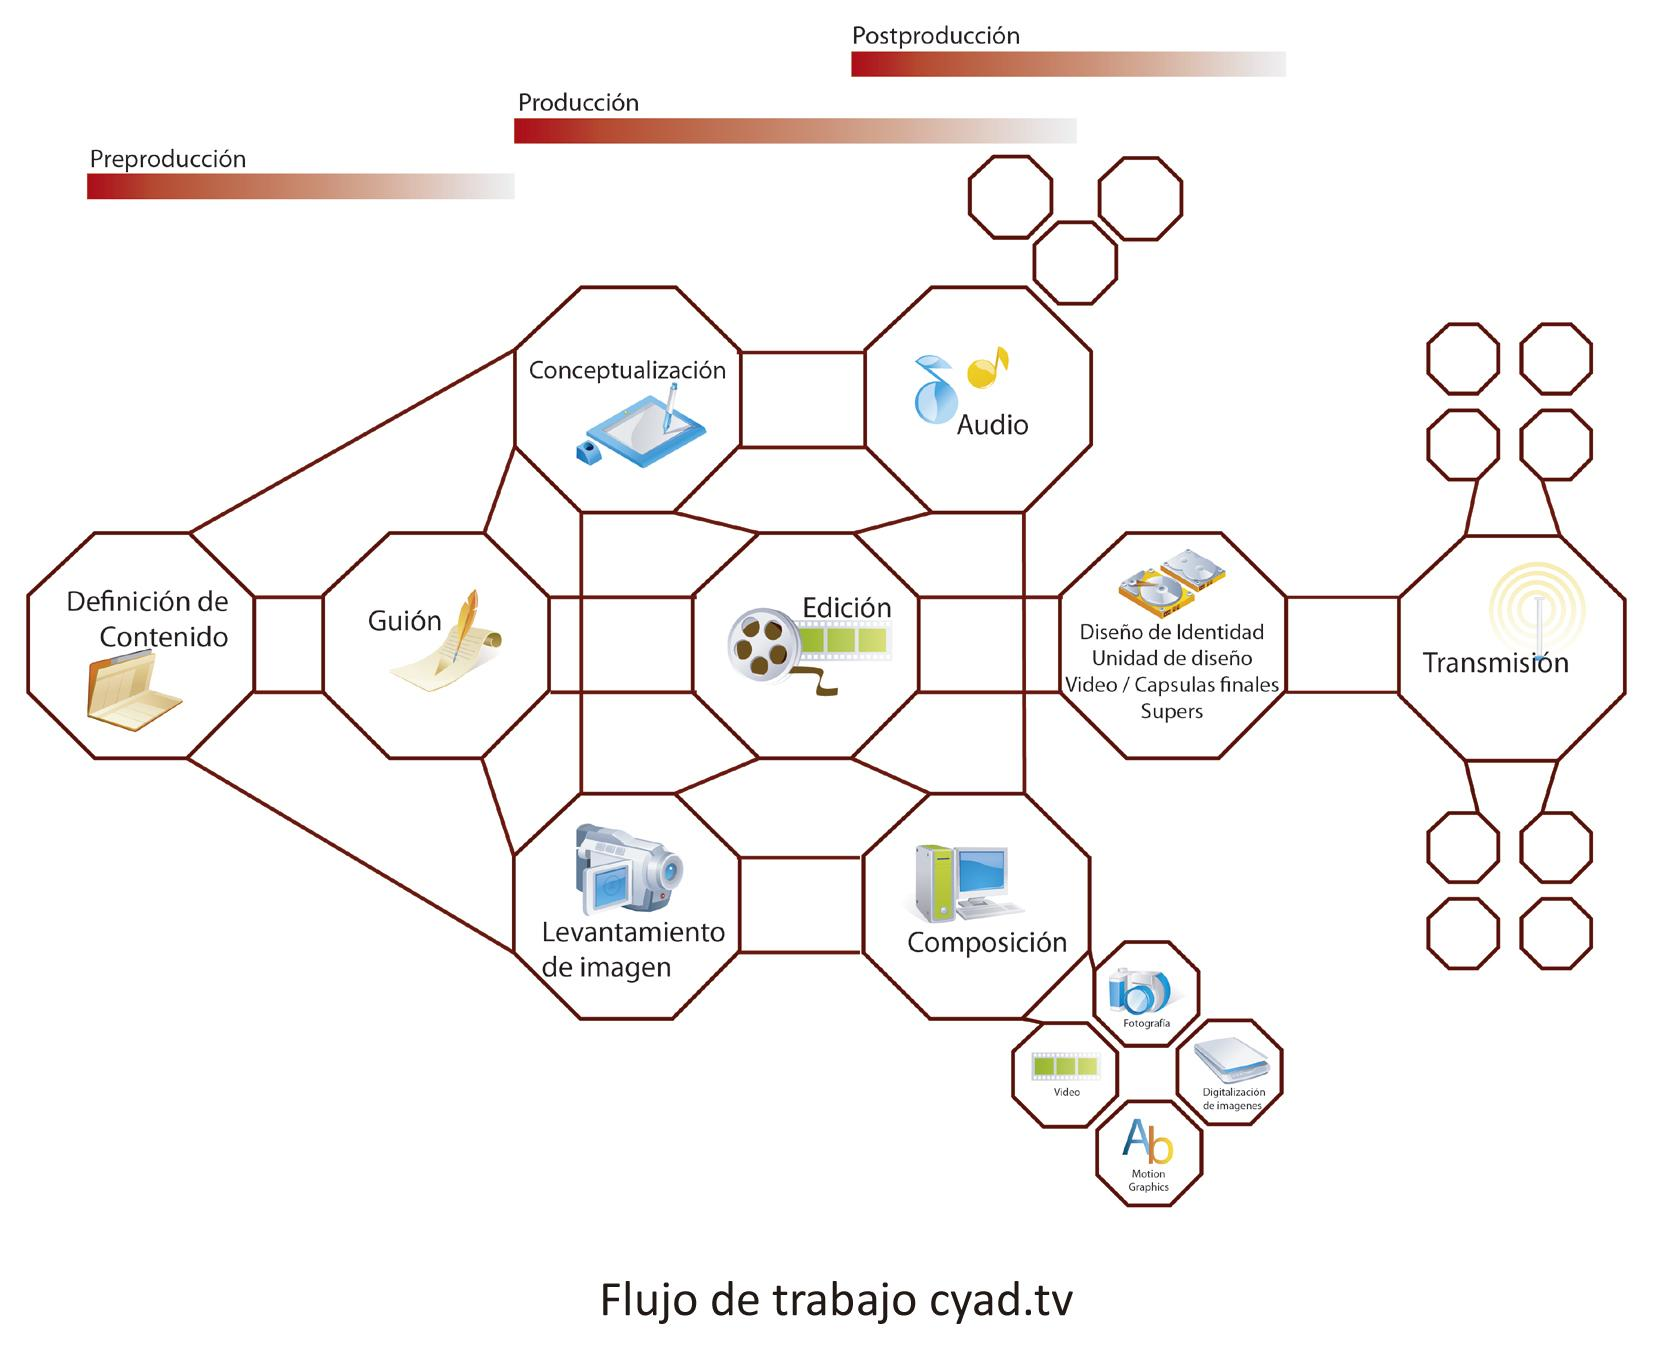 Postproducción
Producción
Preproducción
Conceptualización
Audio
Definición de
Contenido
Guión
Edición
Diseño de Identidad
Unidad de diseño
Video / Capsulas finales
Supers
Transmisión
Levantamiento
de imagen
Composición
Fotografía
Video
Digitalización
de imagenes
Ab
Motion
Graphics
Flujo de trabajo cyad.tv